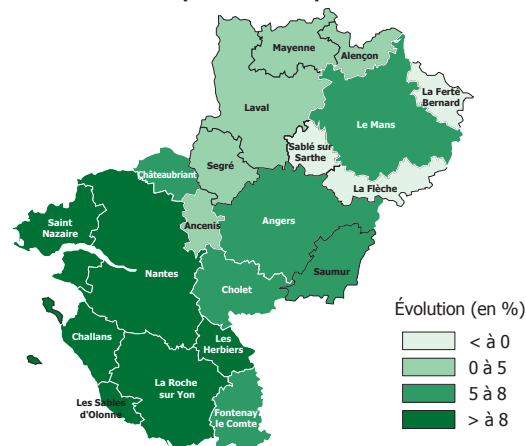 Mayenne
Alençon
La Ferté
Bernard
Laval
Le Mans
Sablé sur
Sarthe
Segré
Châteaubriant
La Flèche
Saint
Nazaire
Ancenis
Angers
Nantes
Saumur
Cholet
Challans
Les
Herbiers
La Roche
sur Yon
Les Sables
d'Olonne
Fontenay
le Comte
Évolution (en %)
< à 0
0 à 5
5 à 8
> à 8